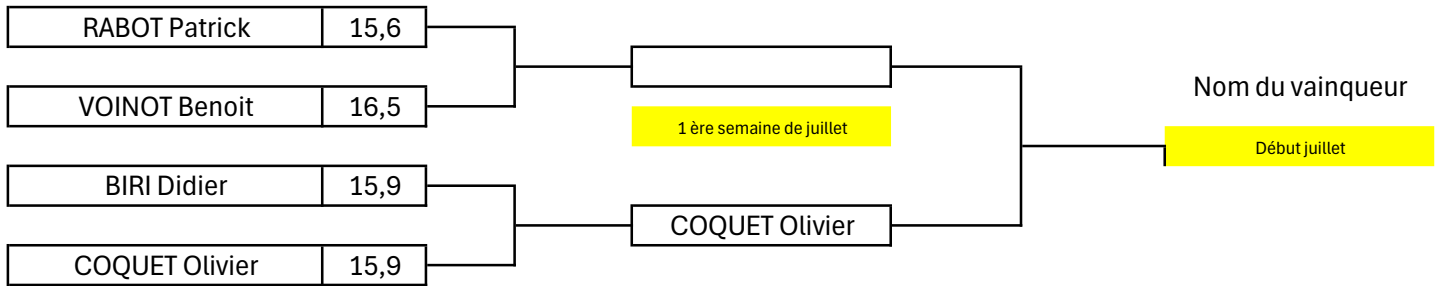 RABOT Patrick 15,6
VOINOT Benoit 16,5
1 ère semaine de juillet
Nom du vainqueur
Début juillet
BIRI Didier 15,9
COQUET Olivier
COQUET Olivier 15,9